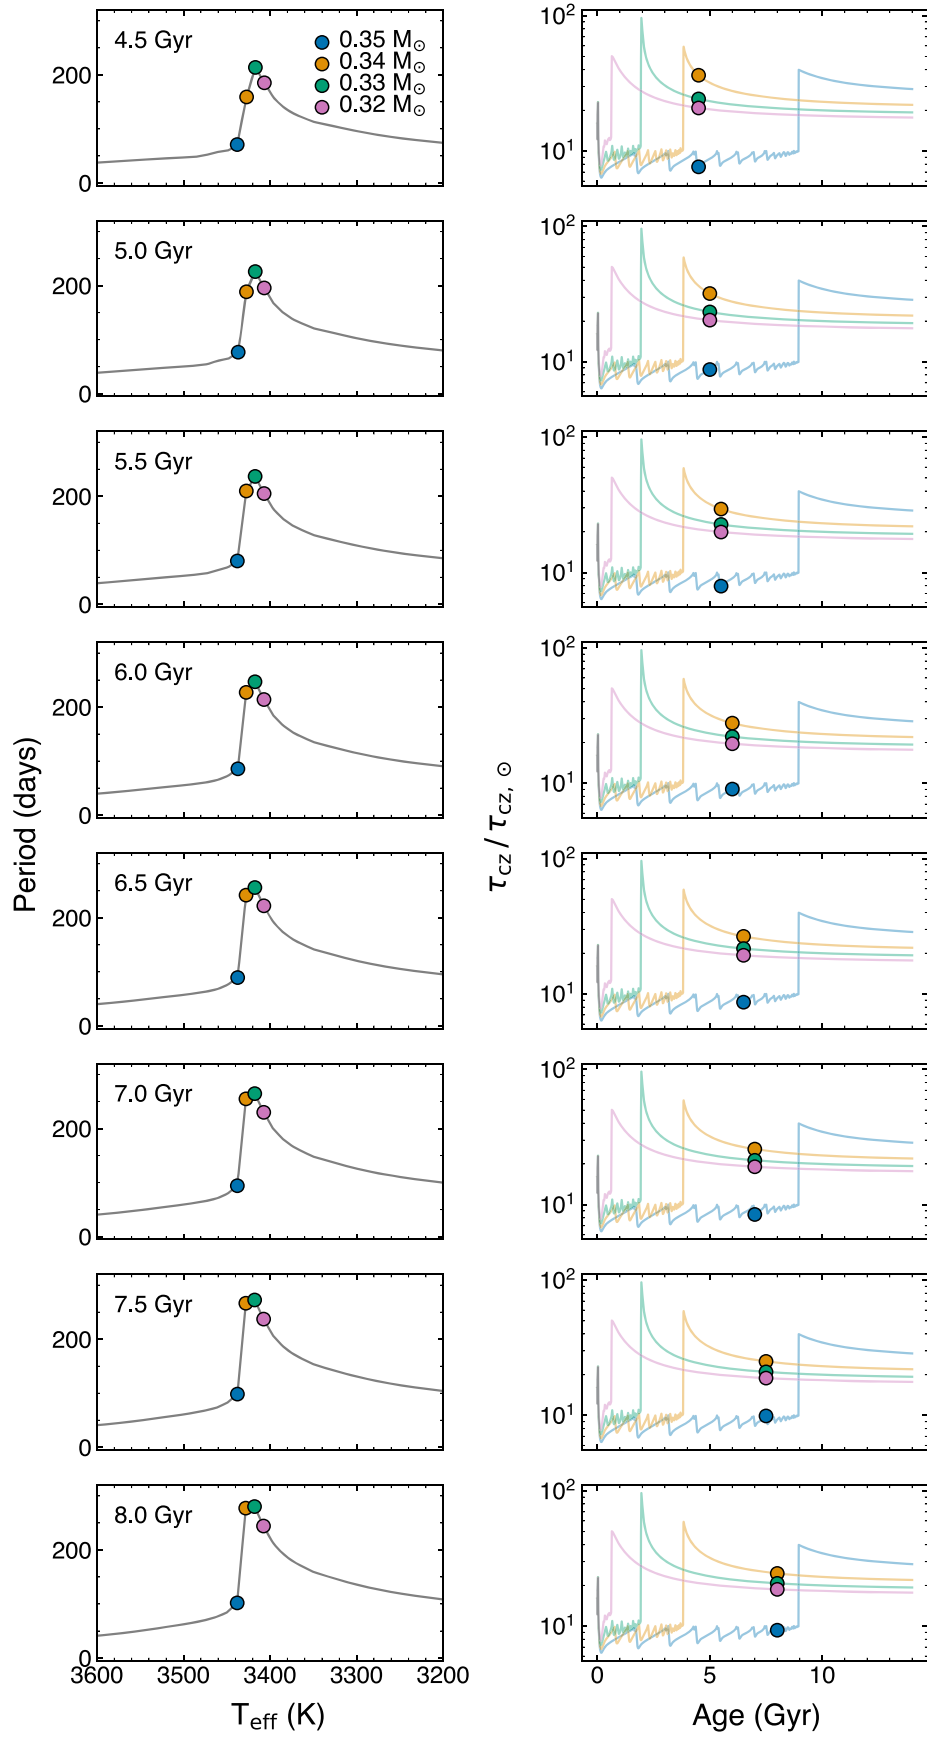 4.5 Gyr
0.35 M⊙
0.34 M⊙
0.33 M⊙
0.32 M⊙
200
0
10²
10¹
5.0 Gyr
200
0
10²
10¹
5.5 Gyr
200
0
10²
10¹
6.0 Gyr
200
0
10²
10¹
Period (days)
τcz / τcz, ⊙
6.5 Gyr
200
0
10²
10¹
7.0 Gyr
200
0
10²
10¹
7.5 Gyr
200
0
10²
10¹
8.0 Gyr
200
0
10²
10¹
3600 3500 3400 3300 3200
0 5 10
Teff (K)
Age (Gyr)